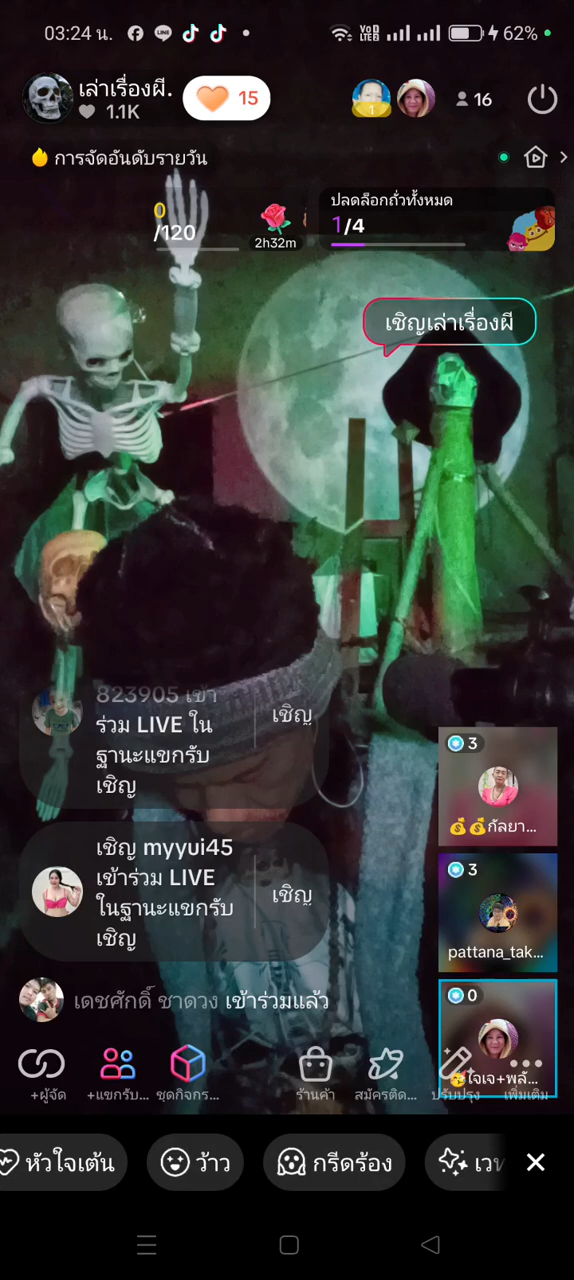 03:24 น.
62%
เล่าเรื่องผี.
1.1K
15
1
16
การจัดอันดับรายวัน
0
/120
2h32m
ปลดล็อกถั่วทั้งหมด
1/4
เชิญเล่าเรื่องผี
823905 เข้า
ร่วม LIVE ใน
ฐานะแขกรับ
เชิญ
เชิญ
3
💰💰กัลยา...
เชิญ myyui45
เข้าร่วม LIVE
ในฐานะแขกรับ
เชิญ
เชิญ
3
pattana_tak...
เดชศักดิ์ ชาดวง เข้าร่วมแล้ว
0
ใจเจ+พลั...
+ผู้จัด
+แขกรับ...
ชุดกิจกร...
ร้านค้า
สมัครติด...
ปรับปรุง
เพิ่มเติม
หัวใจเต้น
ว้าว
กรีดร้อง